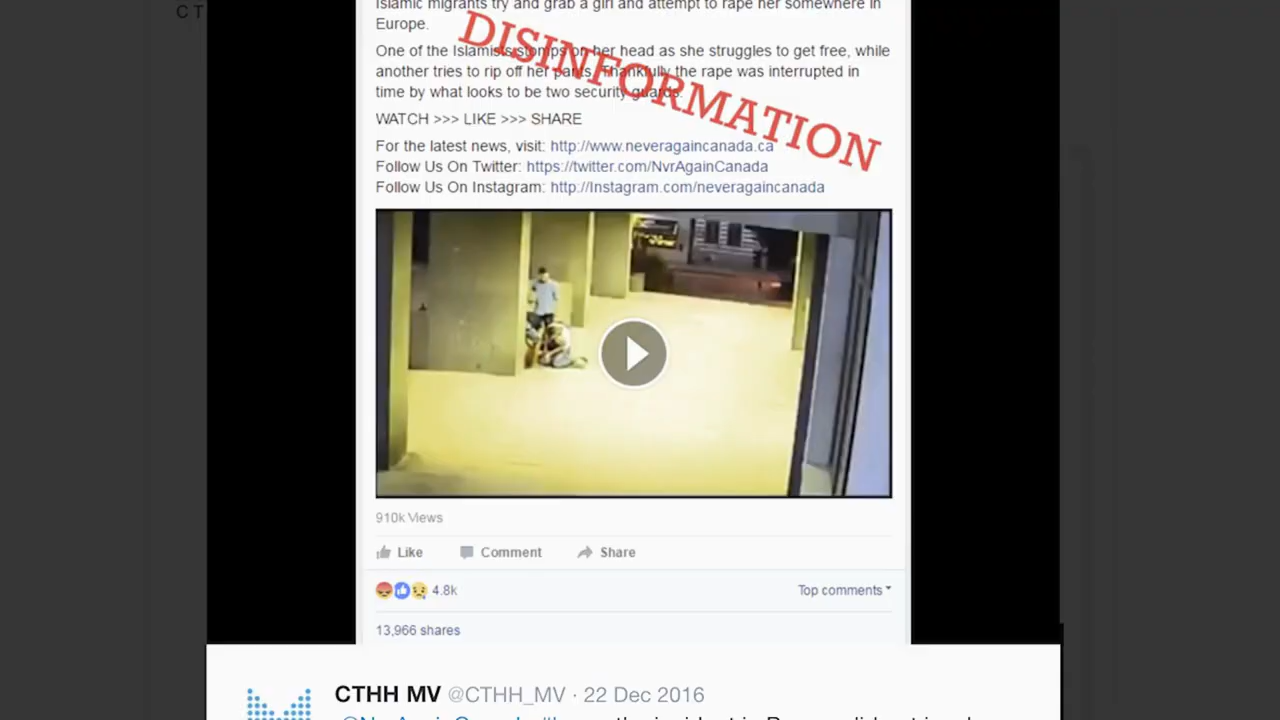 CT
Islamic migrants try and grab a girl and attempt to rape her somewhere in
Europe.
One of the Islamists stomps on her head as she struggles to get free, while
another tries to rip off her pants. Thankfully the rape was interrupted in
time by what looks to be two security guards.
DISINFORMATION
WATCH >>> LIKE >>> SHARE
For the latest news, visit: http://www.neveragaincanada.ca
Follow Us On Twitter: https://twitter.com/NvrAgainCanada
Follow Us On Instagram: http://Instagram.com/neveragaincanada
910k Views
Like Comment Share
4.8k Top comments
13,966 shares
CTHH MV @CTHH_MV · 22 Dec 2016